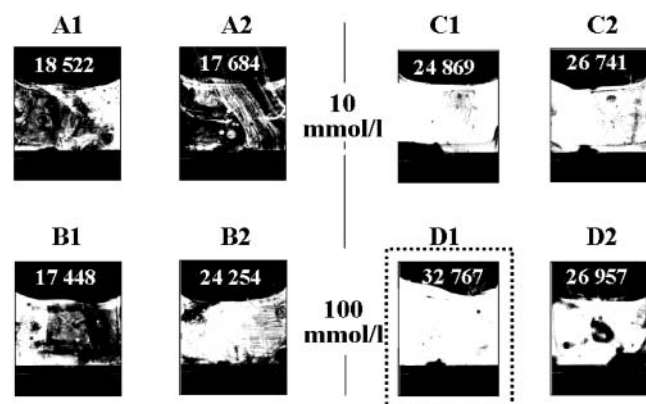 A1 A2 C1 C2
18 522 17 684 24 869 26 741
10
mmol/l
B1 B2 D1 D2
17 448 24 254 32 767 26 957
100
mmol/l